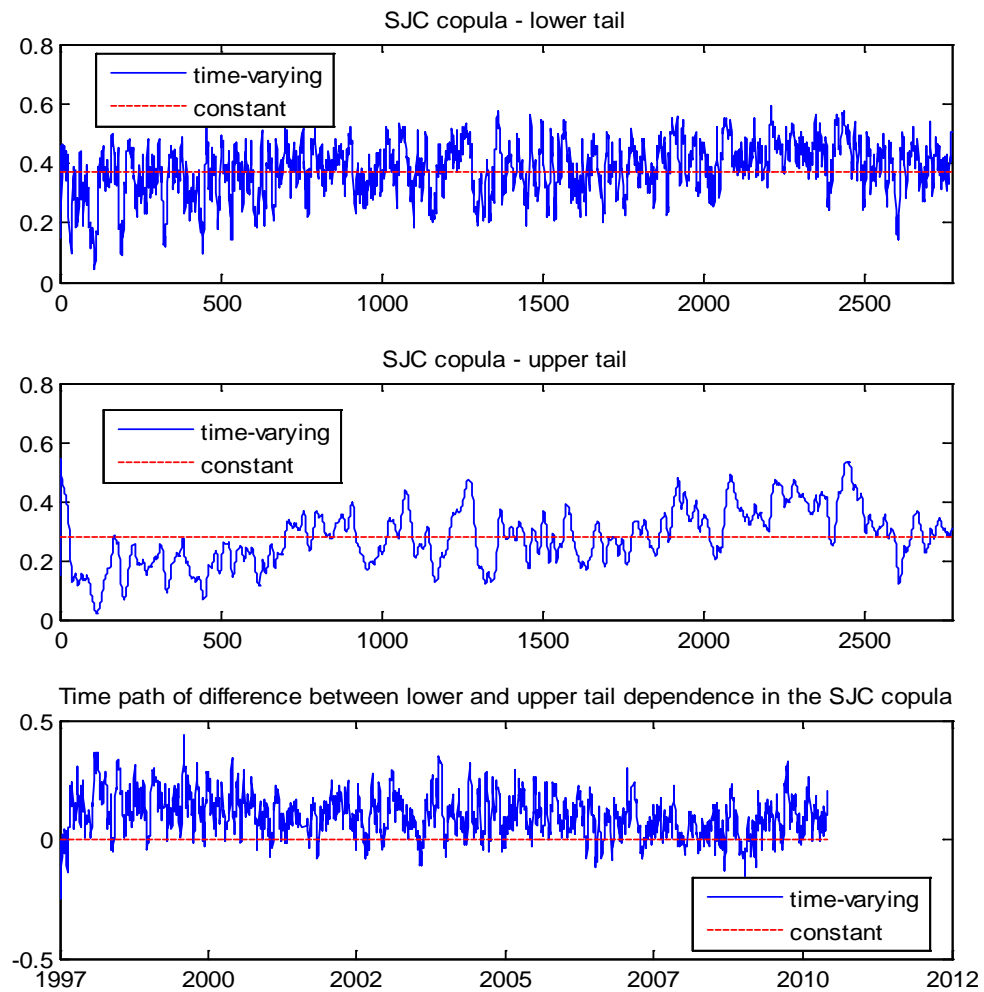 SJC copula - lower tail
0.8
0.6
0.4
0.2
0
time-varying
constant
0 500 1000 1500 2000 2500
SJC copula - upper tail
0.8
0.6
0.4
0.2
0
time-varying
constant
0 500 1000 1500 2000 2500
Time path of difference between lower and upper tail dependence in the SJC copula
0.5
0
-0.5
time-varying
constant
1997 2000 2002 2005 2007 2010 2012